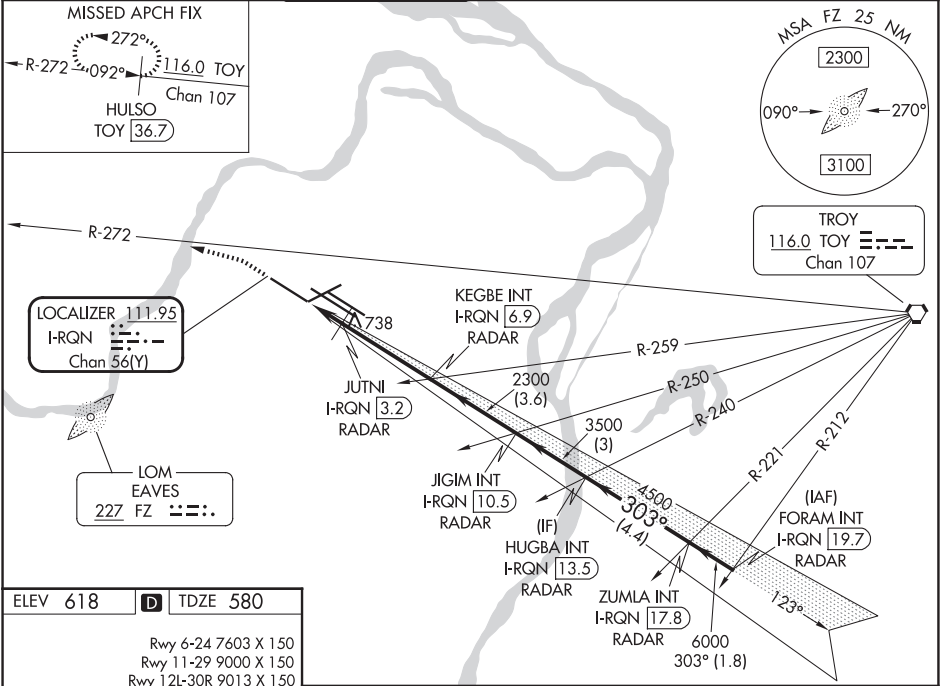 MISSED APCH FIX
272°
R-272
092°
116.0 TOY
Chan 107
HULSO
TOY 36.7
MSA FZ 25 NM
2300
090°
270°
3100
R-272
TROY
116.0 TOY
Chan 107
LOCALIZER 111.95
I-RQN
Chan 56(Y)
738
KEGBE INT
I-RQN 6.9
RADAR
R-259
JUTNI
I-RQN 3.2
RADAR
2300
(3.6)
R-250
R-240
3500
(3)
R-221
R-212
JIGIM INT
I-RQN 10.5
RADAR
4500
303°
(4.4)
(IAF)
FORAM INT
I-RQN 19.7
RADAR
(IF)
HUGBA INT
I-RQN 13.5
RADAR
ZUMLA INT
I-RQN 17.8
RADAR
6000
303° (1.8)
123°
LOM
EAVES
227 FZ
ELEV 618
D
TDZE 580
Rwy 6-24 7603 X 150
Rwy 11-29 9000 X 150
Rwy 12L-30R 9013 X 150